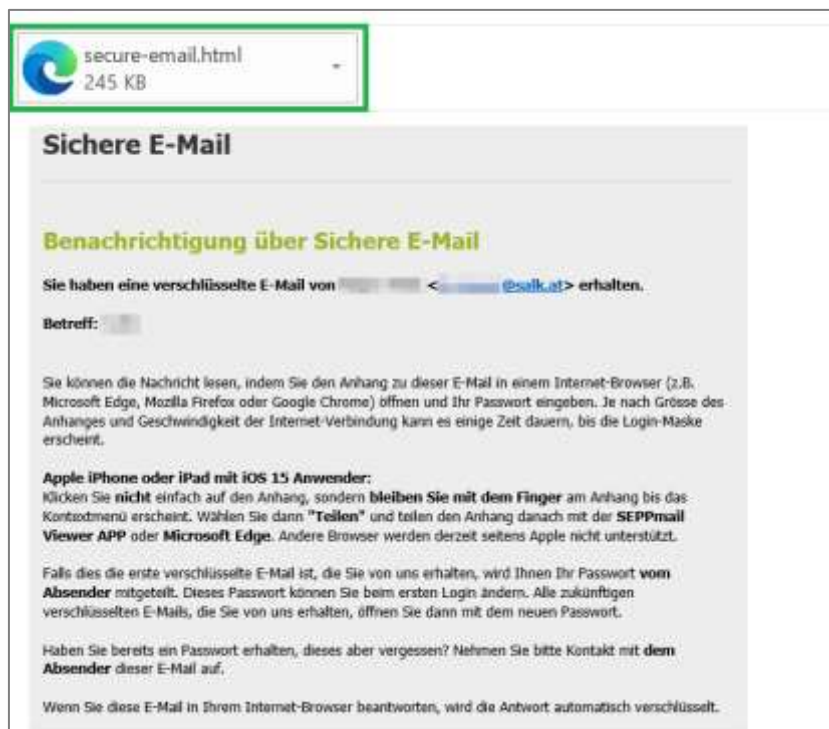 secure-email.html
245 KB
Sichere E-Mail
Benachrichtigung über Sichere E-Mail
Sie haben eine verschlüsselte E-Mail von < @salk.at> erhalten.
Betreff:
Sie können die Nachricht lesen, indem Sie den Anhang zu dieser E-Mail in einem Internet-Browser (z.B.
Microsoft Edge, Mozilla Firefox oder Google Chrome) öffnen und Ihr Passwort eingeben. Je nach Grösse des
Anhanges und Geschwindigkeit der Internet-Verbindung kann es einige Zeit dauern, bis die Login-Maske
erscheint.
Apple iPhone oder iPad mit iOS 15 Anwender:
Klicken Sie nicht einfach auf den Anhang, sondern bleiben Sie mit dem Finger am Anhang bis das
Kontextmenü erscheint. Wählen Sie dann "Teilen" und teilen den Anhang danach mit der SEPPmail
Viewer APP oder Microsoft Edge. Andere Browser werden derzeit seitens Apple nicht unterstützt.
Falls dies die erste verschlüsselte E-Mail ist, die Sie von uns erhalten, wird Ihnen Ihr Passwort vom
Absender mitgeteilt. Dieses Passwort können Sie beim ersten Login ändern. Alle zukünftigen
verschlüsselten E-Mails, die Sie von uns erhalten, öffnen Sie dann mit dem neuen Passwort.
Haben Sie bereits ein Passwort erhalten, dieses aber vergessen? Nehmen Sie bitte Kontakt mit dem
Absender dieser E-Mail auf.
Wenn Sie diese E-Mail in Ihrem Internet-Browser beantworten, wird die Antwort automatisch verschlüsselt.